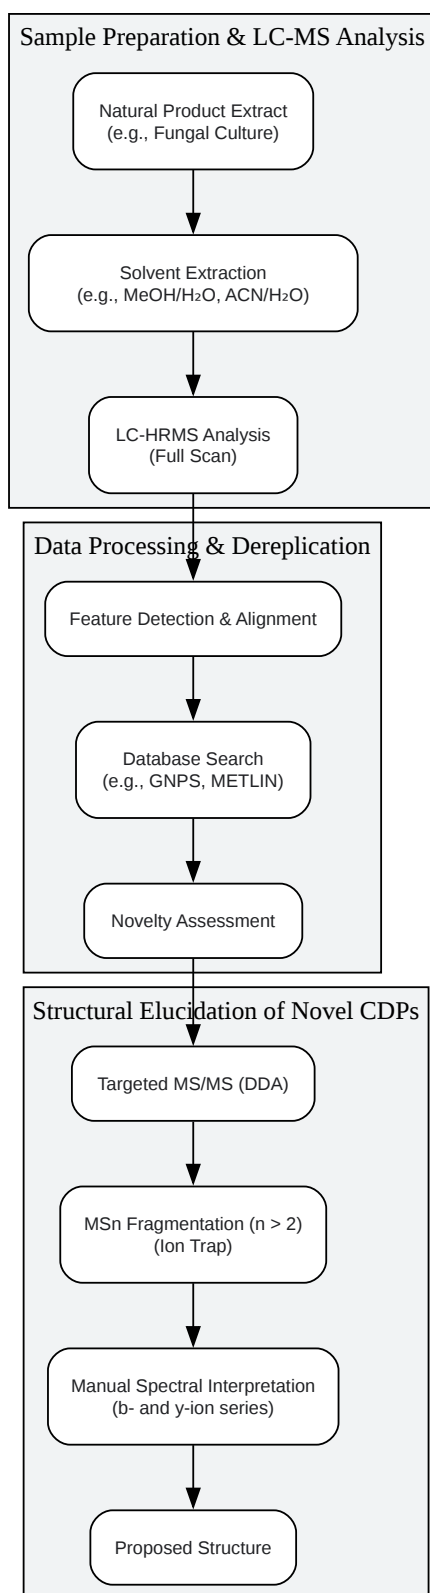 Sample Preparation & LC-MS Analysis
Natural Product Extract
(e.g., Fungal Culture)
Solvent Extraction
(e.g., MeOH/H₂O, ACN/H₂O)
LC-HRMS Analysis
(Full Scan)
Data Processing & Dereplication
Feature Detection & Alignment
Database Search
(e.g., GNPS, METLIN)
Novelty Assessment
Structural Elucidation of Novel CDPs
Targeted MS/MS (DDA)
MSn Fragmentation (n > 2)
(Ion Trap)
Manual Spectral Interpretation
(b- and y-ion series)
Proposed Structure